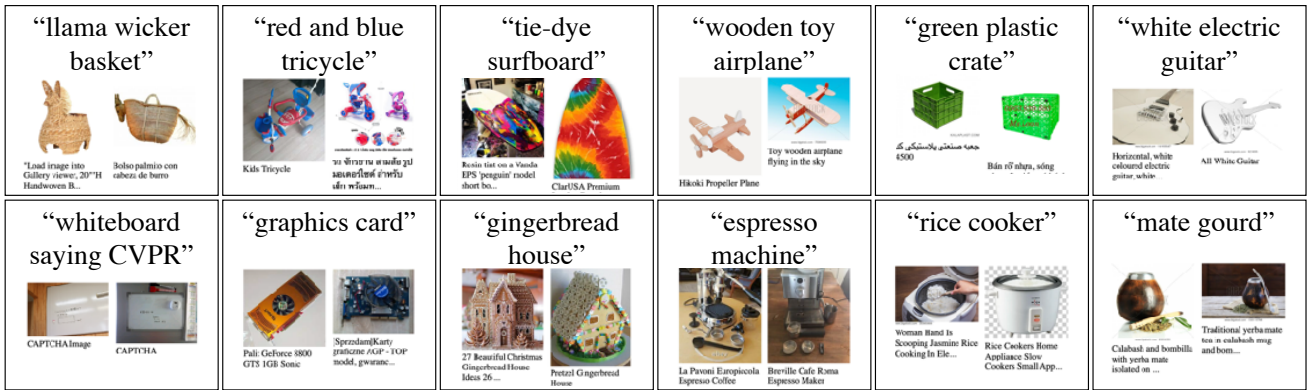 “llama wicker
basket”
"Load image into
Gallery viewer, 20"H
Handwoven B...
Bolso palmito con
cabeza de burro
“red and blue
tricycle”
Kids Tricycle
“tie-dye
surfboard”
Resin tint on a Vanda
EPS 'penguin' model
short bo...
ClarUSA Premium
“wooden toy
airplane”
Hikoki Propeller Plane
Toy wooden airplane
flying in the sky
“green plastic
crate”
جعبه صنعتی پلاستیکی کد
4500
Bán rổ nhựa, sóng
“white electric
guitar”
Horizontal, white
coloured electric
guitar, white...
All White Guitar
“whiteboard
saying CVPR”
CAPTCHA Image
CAPTCHA
“graphics card”
Pali: GeForce 8800
GTS 1GB Sonic
Sprzedam|Karty
graficzne AGP - TOP
model, gwaranc...
“gingerbread
house”
27 Beautiful Christmas
Gingerbread House
Ideas 26 ...
Pretzel Gingerbread
House
“espresso
machine”
La Pavoni Europiccola
Espresso Coffee
Breville Cafe Roma
Espresso Maker
“rice cooker”
Woman Hand Is
Scooping Jasmine Rice
Cooking In Ele...
Rice Cookers Home
Appliance Slow
Cookers Small App...
“mate gourd”
Calabash and bombilla
with yerba mate
isolated on ...
Traditional yerba mate
tea in calabash mug
and bom...